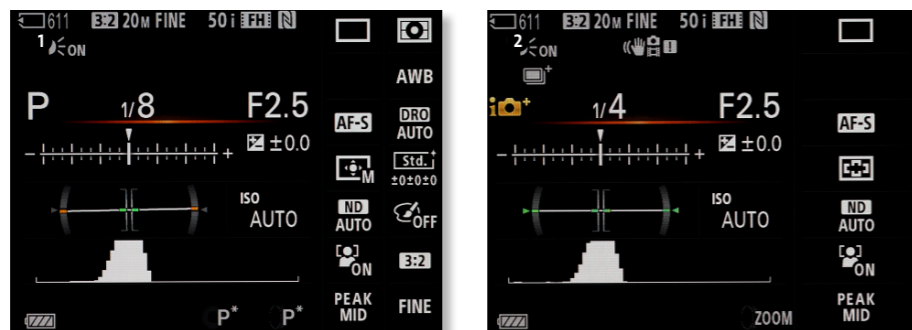 611 3:2 20M FINE 50i FH N
1 ON
AWB
P 1/8 F2.5
AF-S
DRO
AUTO
- + ±0.0
M
Std.+
±0±0±0
ISO
AUTO
ND
AUTO
OFF
ON
3:2
P* P*
PEAK
MID
FINE
611 3:2 20M FINE 50i FH N
2 ON
i+ 1/4 F2.5
AF-S
- + ±0.0
ISO
AUTO
ND
AUTO
ON
ZOOM
PEAK
MID